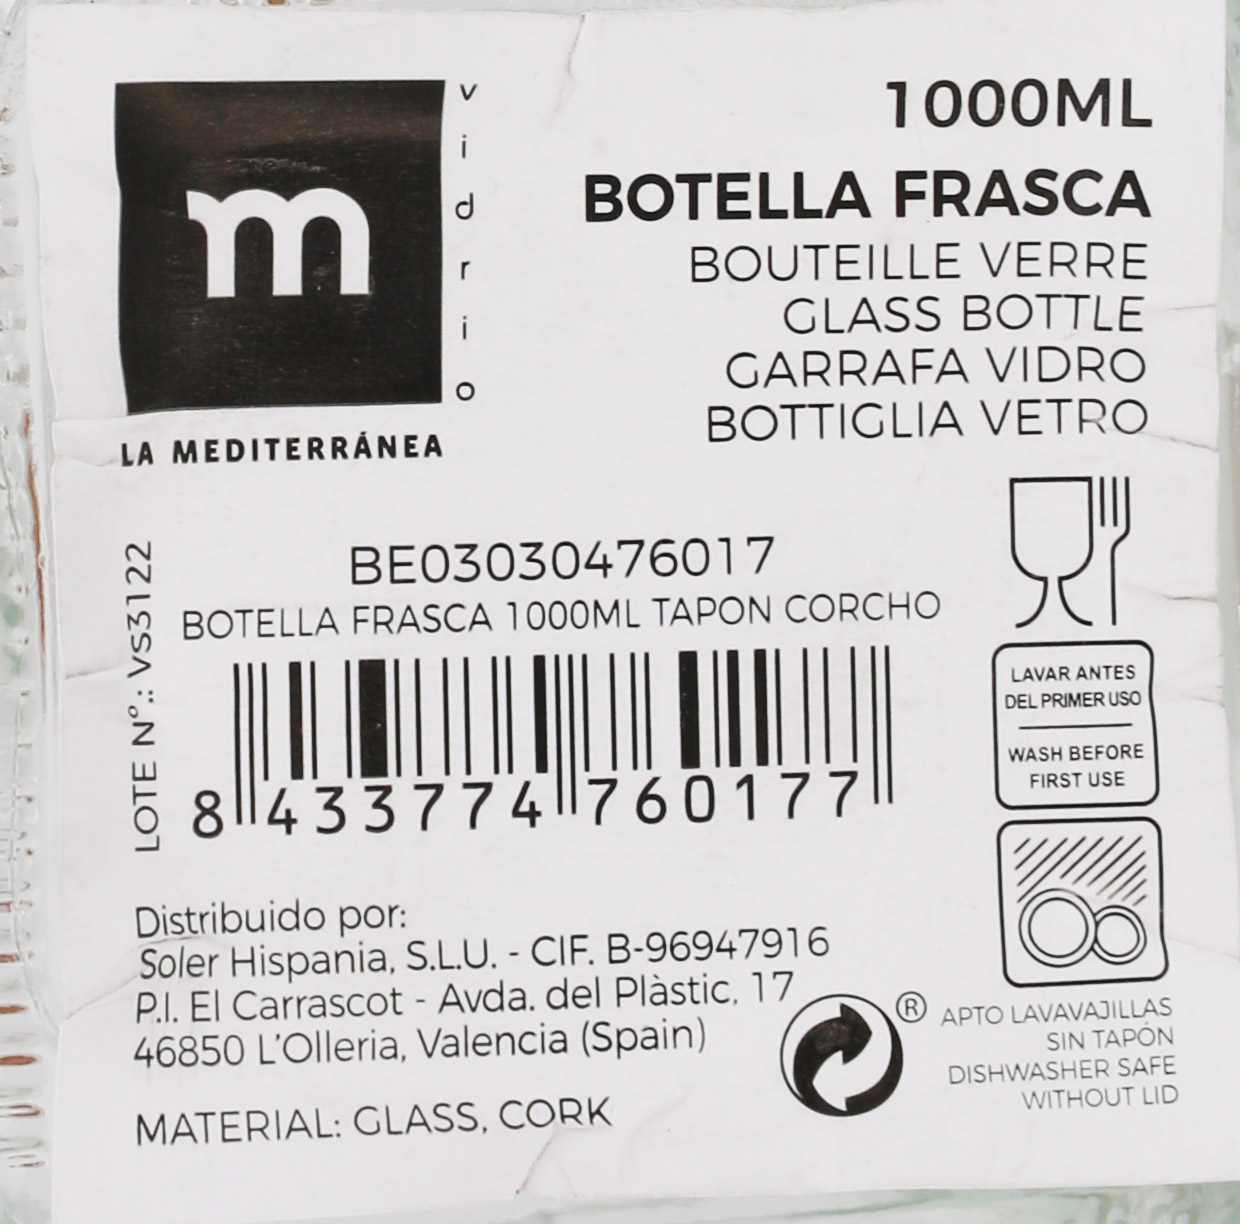 vidrio
m
LA MEDITERRÁNEA
1000ML
BOTELLA FRASCA
BOUTEILLE VERRE
GLASS BOTTLE
GARRAFA VIDRO
BOTTIGLIA VETRO
LOTE Nº.: VS3122
BE03030476017
BOTELLA FRASCA 1000ML TAPON CORCHO
8 433774 760177
LAVAR ANTES
DEL PRIMER USO
WASH BEFORE
FIRST USE
Distribuido por:
Soler Hispania, S.L.U. - CIF. B-96947916
P.I. El Carrascot - Avda. del Plàstic, 17
46850 L'Olleria, Valencia (Spain)
MATERIAL: GLASS, CORK
®
APTO LAVAVAJILLAS
SIN TAPÓN
DISHWASHER SAFE
WITHOUT LID